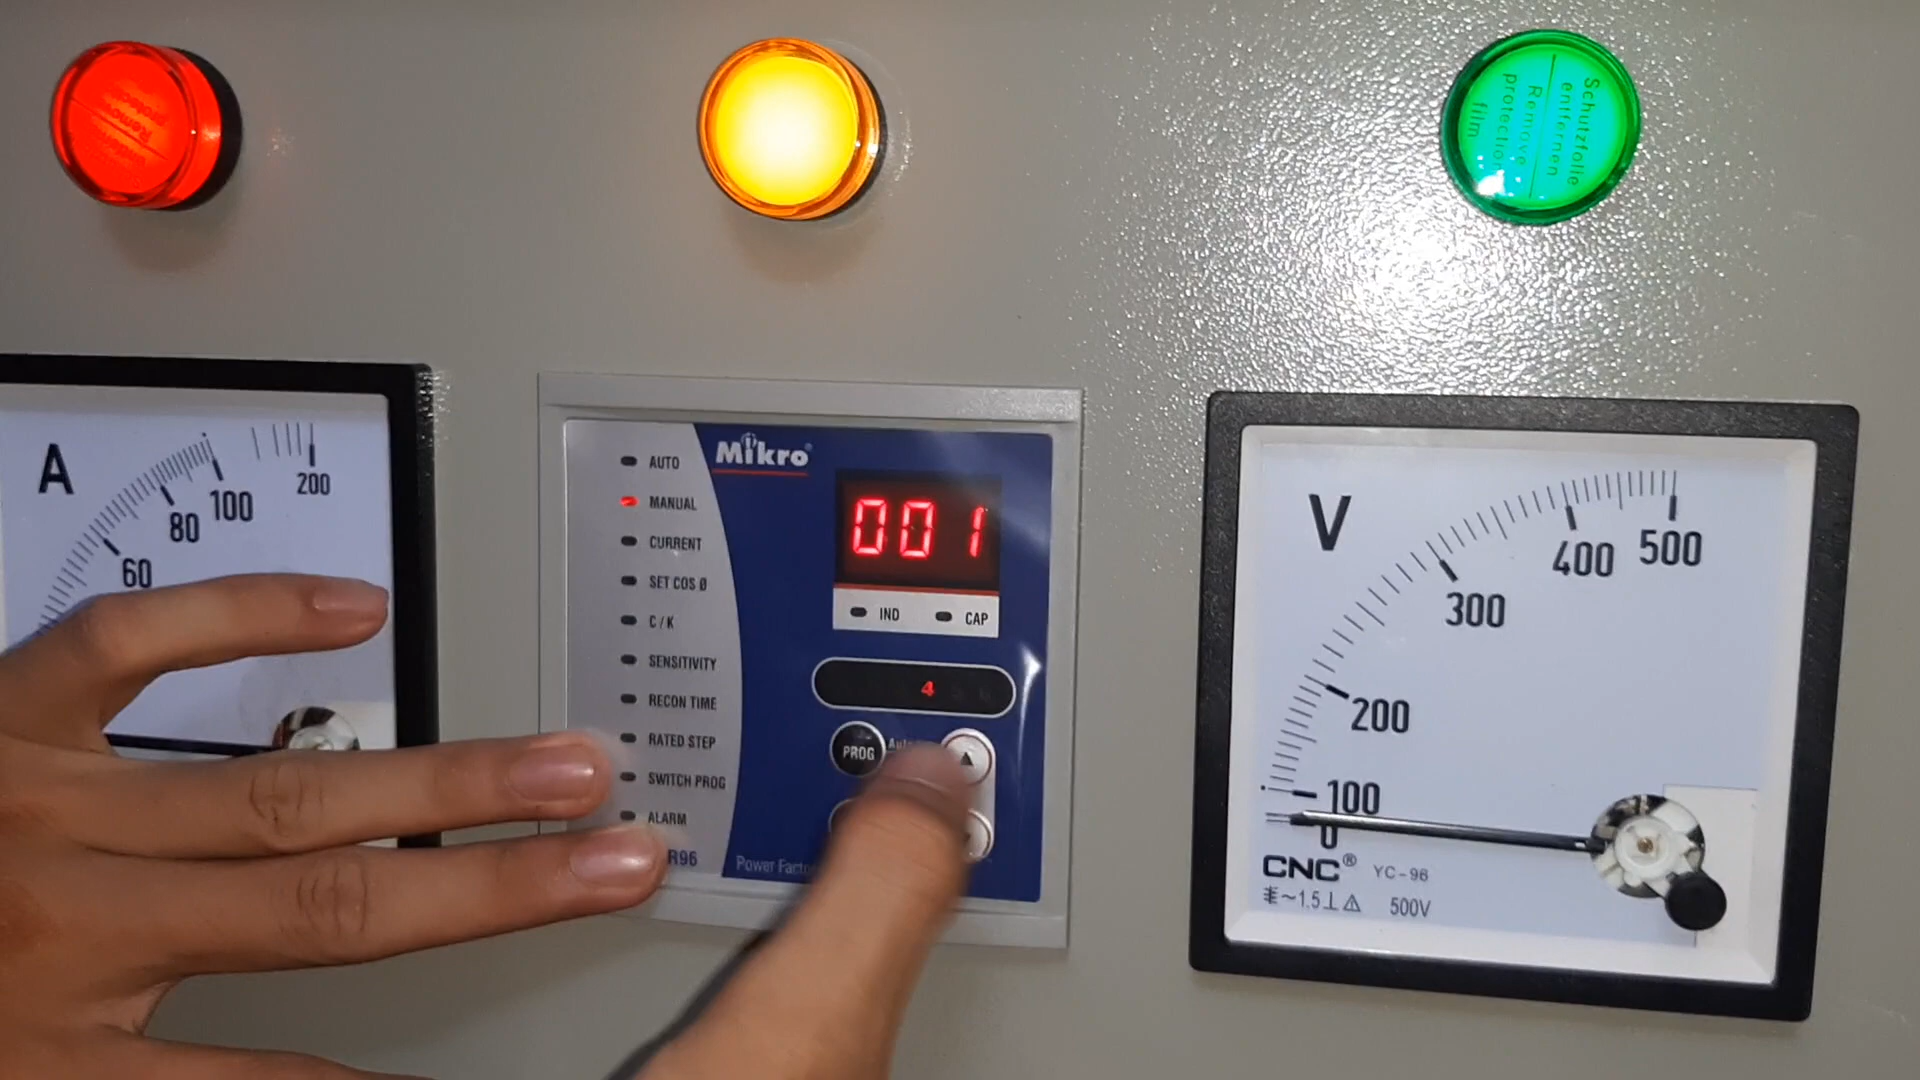 Schutzfolie
entfernen
Remove
protection
film
A
60
80
100
200
Mikro®
AUTO
MANUAL
CURRENT
SET COS Ø
C / K
SENSITIVITY
RECON TIME
RATED STEP
SWITCH PROG
ALARM
R96
001
IND
CAP
4
PROG
Power
V
0
100
200
300
400
500
CNC®
YC-96
~1.5
500V